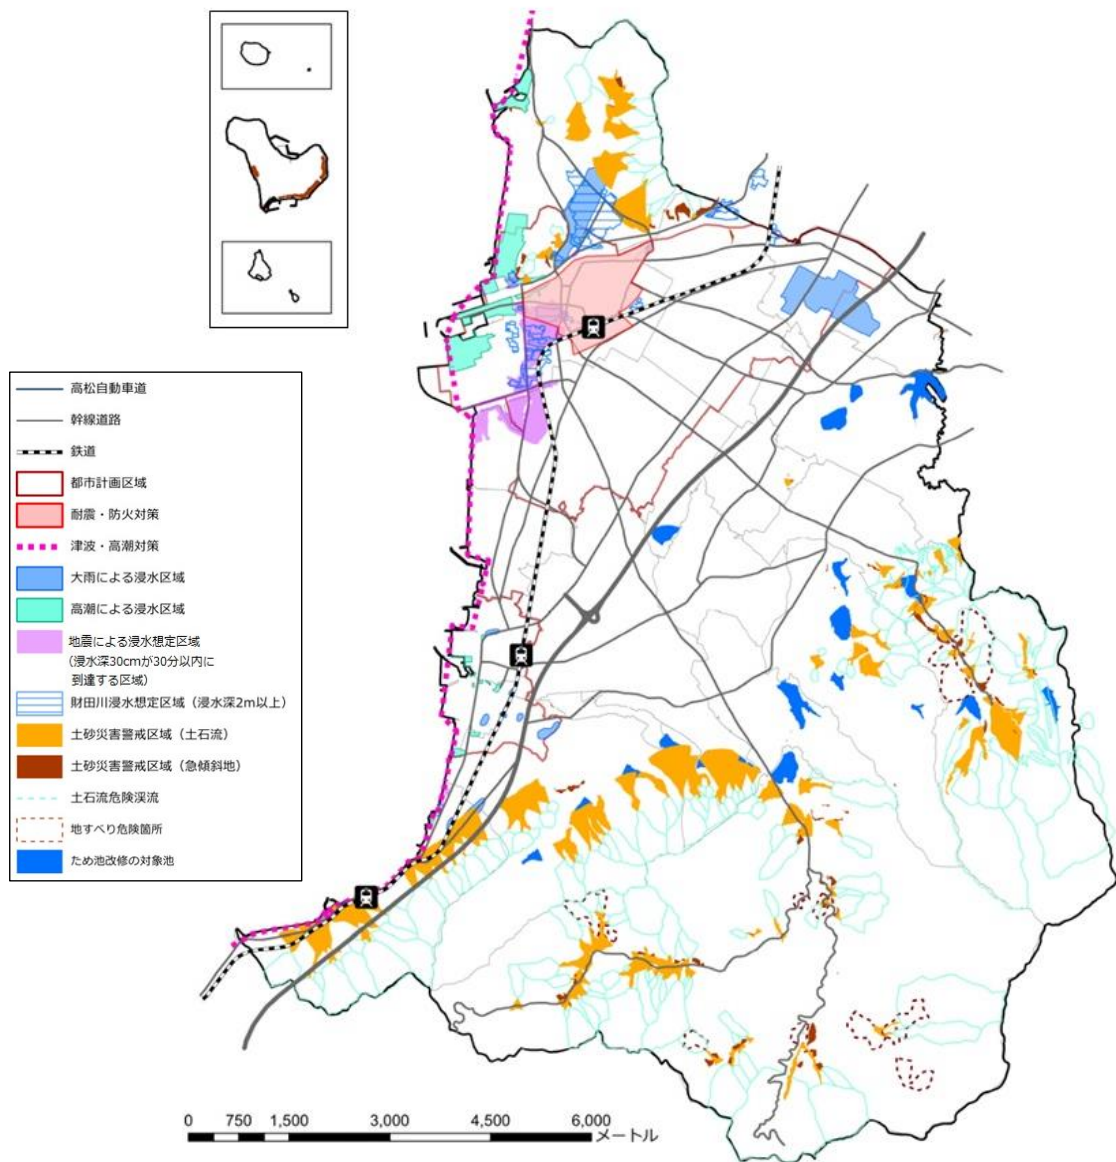 高松自動車道
幹線道路
鉄道
都市計画区域
耐震・防火対策
津波・高潮対策
大雨による浸水区域
高潮による浸水区域
地震による浸水想定区域
（浸水深30cmが30分以内に
到達する区域）
財田川浸水想定区域（浸水深2m以上）
土砂災害警戒区域（土石流）
土砂災害警戒区域（急傾斜地）
土石流危険渓流
地すべり危険箇所
ため池改修の対象池
0 750 1,500 3,000 4,500 6,000
メートル